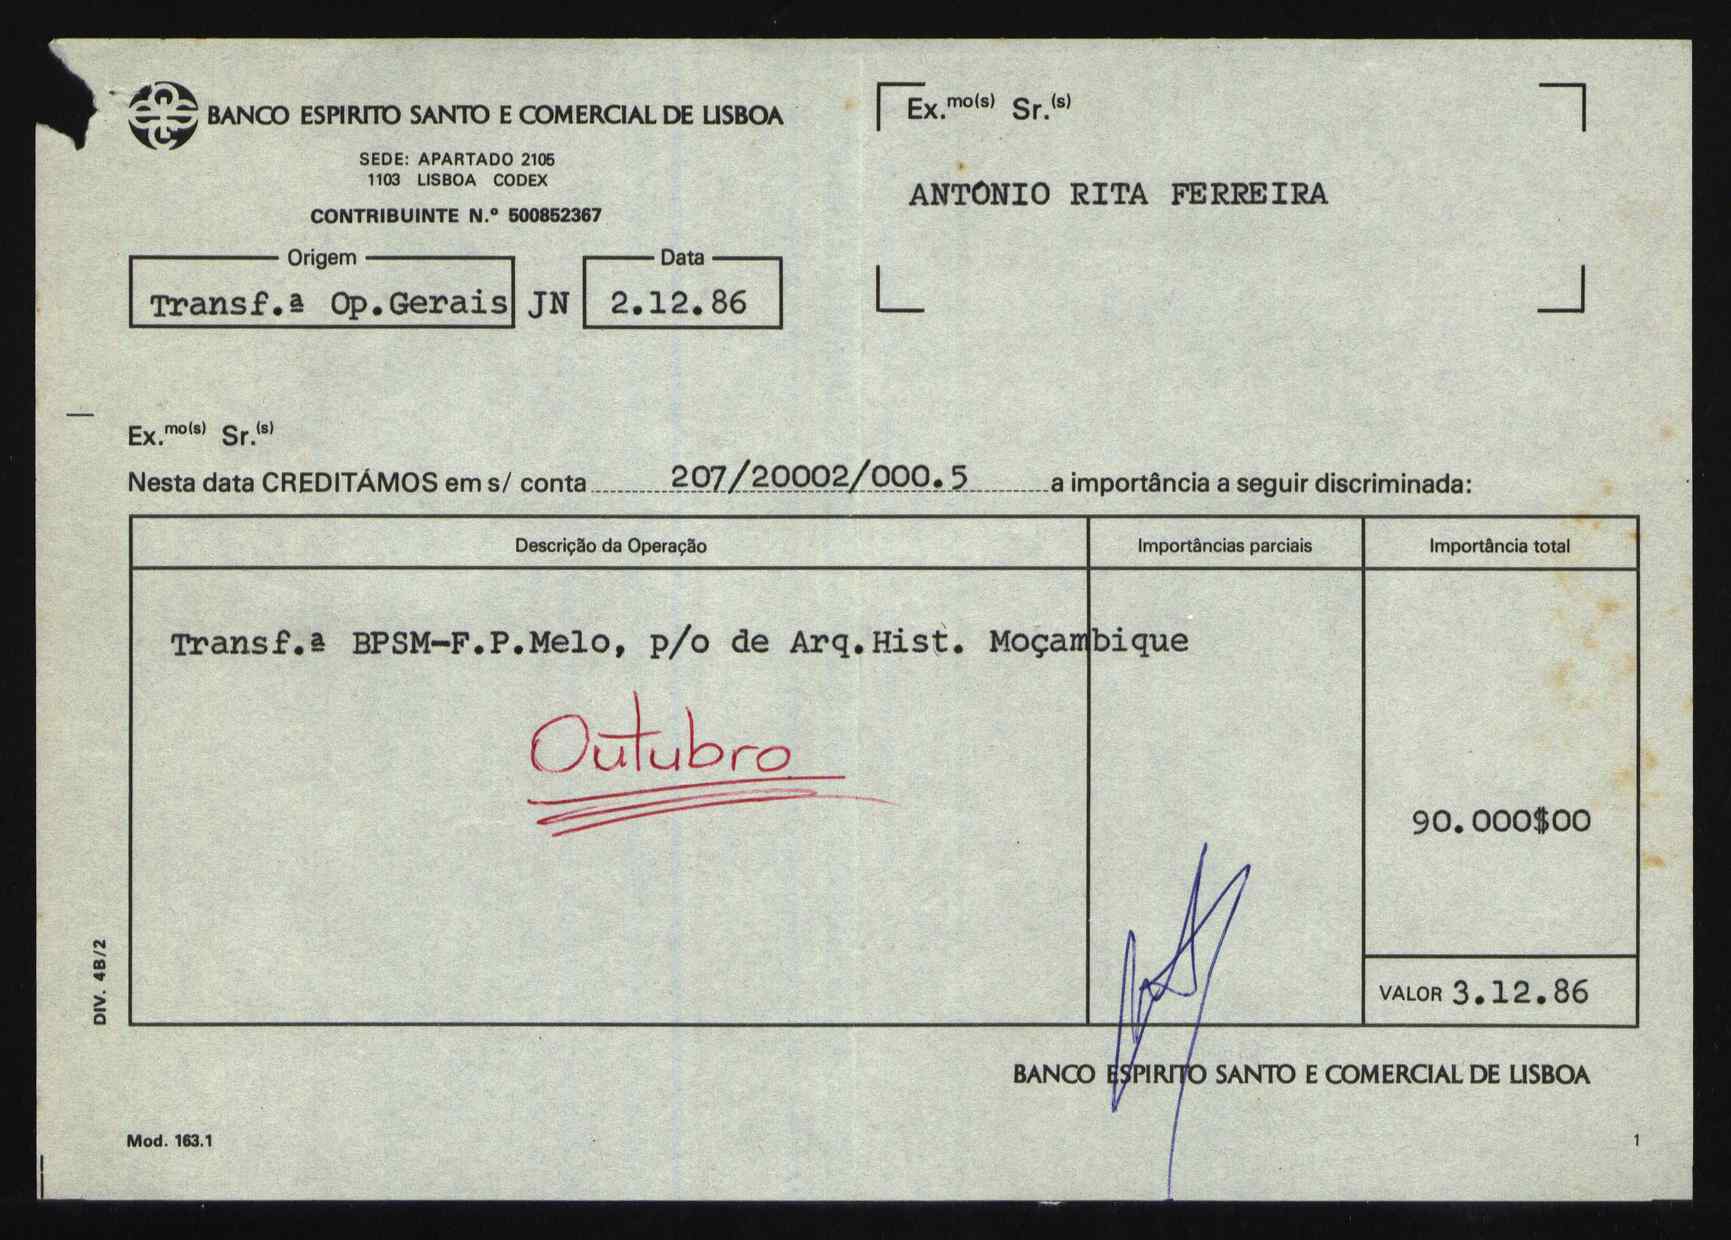 BANCO ESPIRITO SANTO E COMERCIAL DE LISBOA
SEDE: APARTADO 2105
1103 LISBOA CODEX
CONTRIBUINTE N.º 500852367
Ex.mo(s) Sr.(s)
ANTÓNIO RITA FERREIRA
Origem
Transf.ª Op.Gerais JN
Data
2.12.86
Ex.mo(s) Sr.(s)
Nesta data CREDITÁMOS em s/ conta 207/20002/000.5 a importância a seguir discriminada:
Descrição da Operação Importâncias parciais Importância total
Transf.ª BPSM-F.P.Melo, p/o de Arq.Hist. Moçambique
Outubro
90.000$00
VALOR 3.12.86
DIV. 4B/2
BANCO ESPIRITO SANTO E COMERCIAL DE LISBOA
Mod. 163.1
1